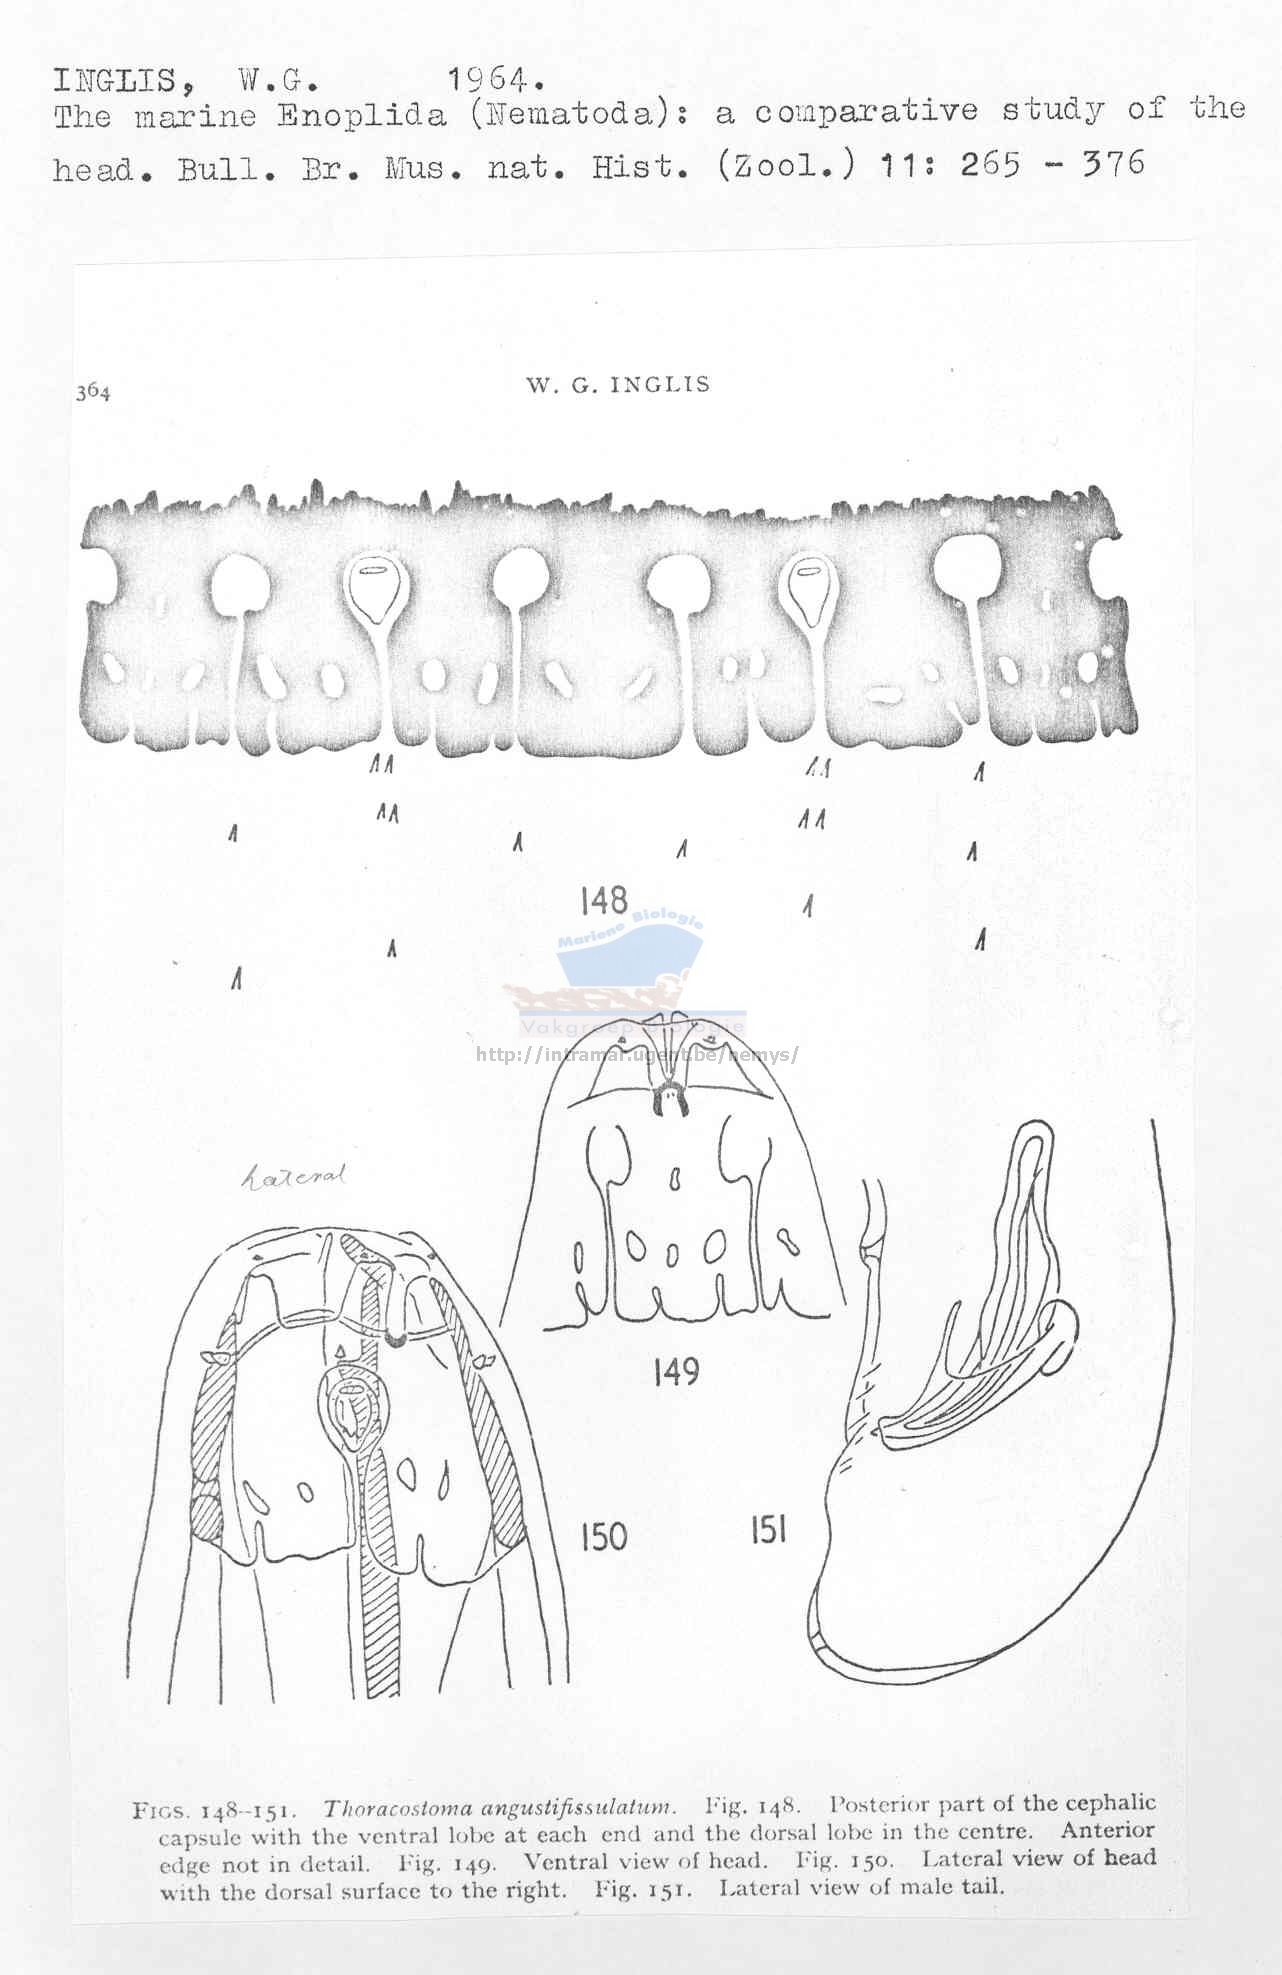 INGLIS, W.G. 1964.
The marine Enoplida (Nematoda): a comparative study of the
head. Bull. Br. Mus. nat. Hist. (Zool.) 11: 265 - 376
364
W. G. INGLIS
148
Mariene Biologie
Vakgroep Biologie
http://intramar.ugent.be/nemys/
Lateral
149
150
151
FIGS. 148–151. Thoracostoma angustifissulatum. Fig. 148. Posterior part of the cephalic
capsule with the ventral lobe at each end and the dorsal lobe in the centre. Anterior
edge not in detail. Fig. 149. Ventral view of head. Fig. 150. Lateral view of head
with the dorsal surface to the right. Fig. 151. Lateral view of male tail.